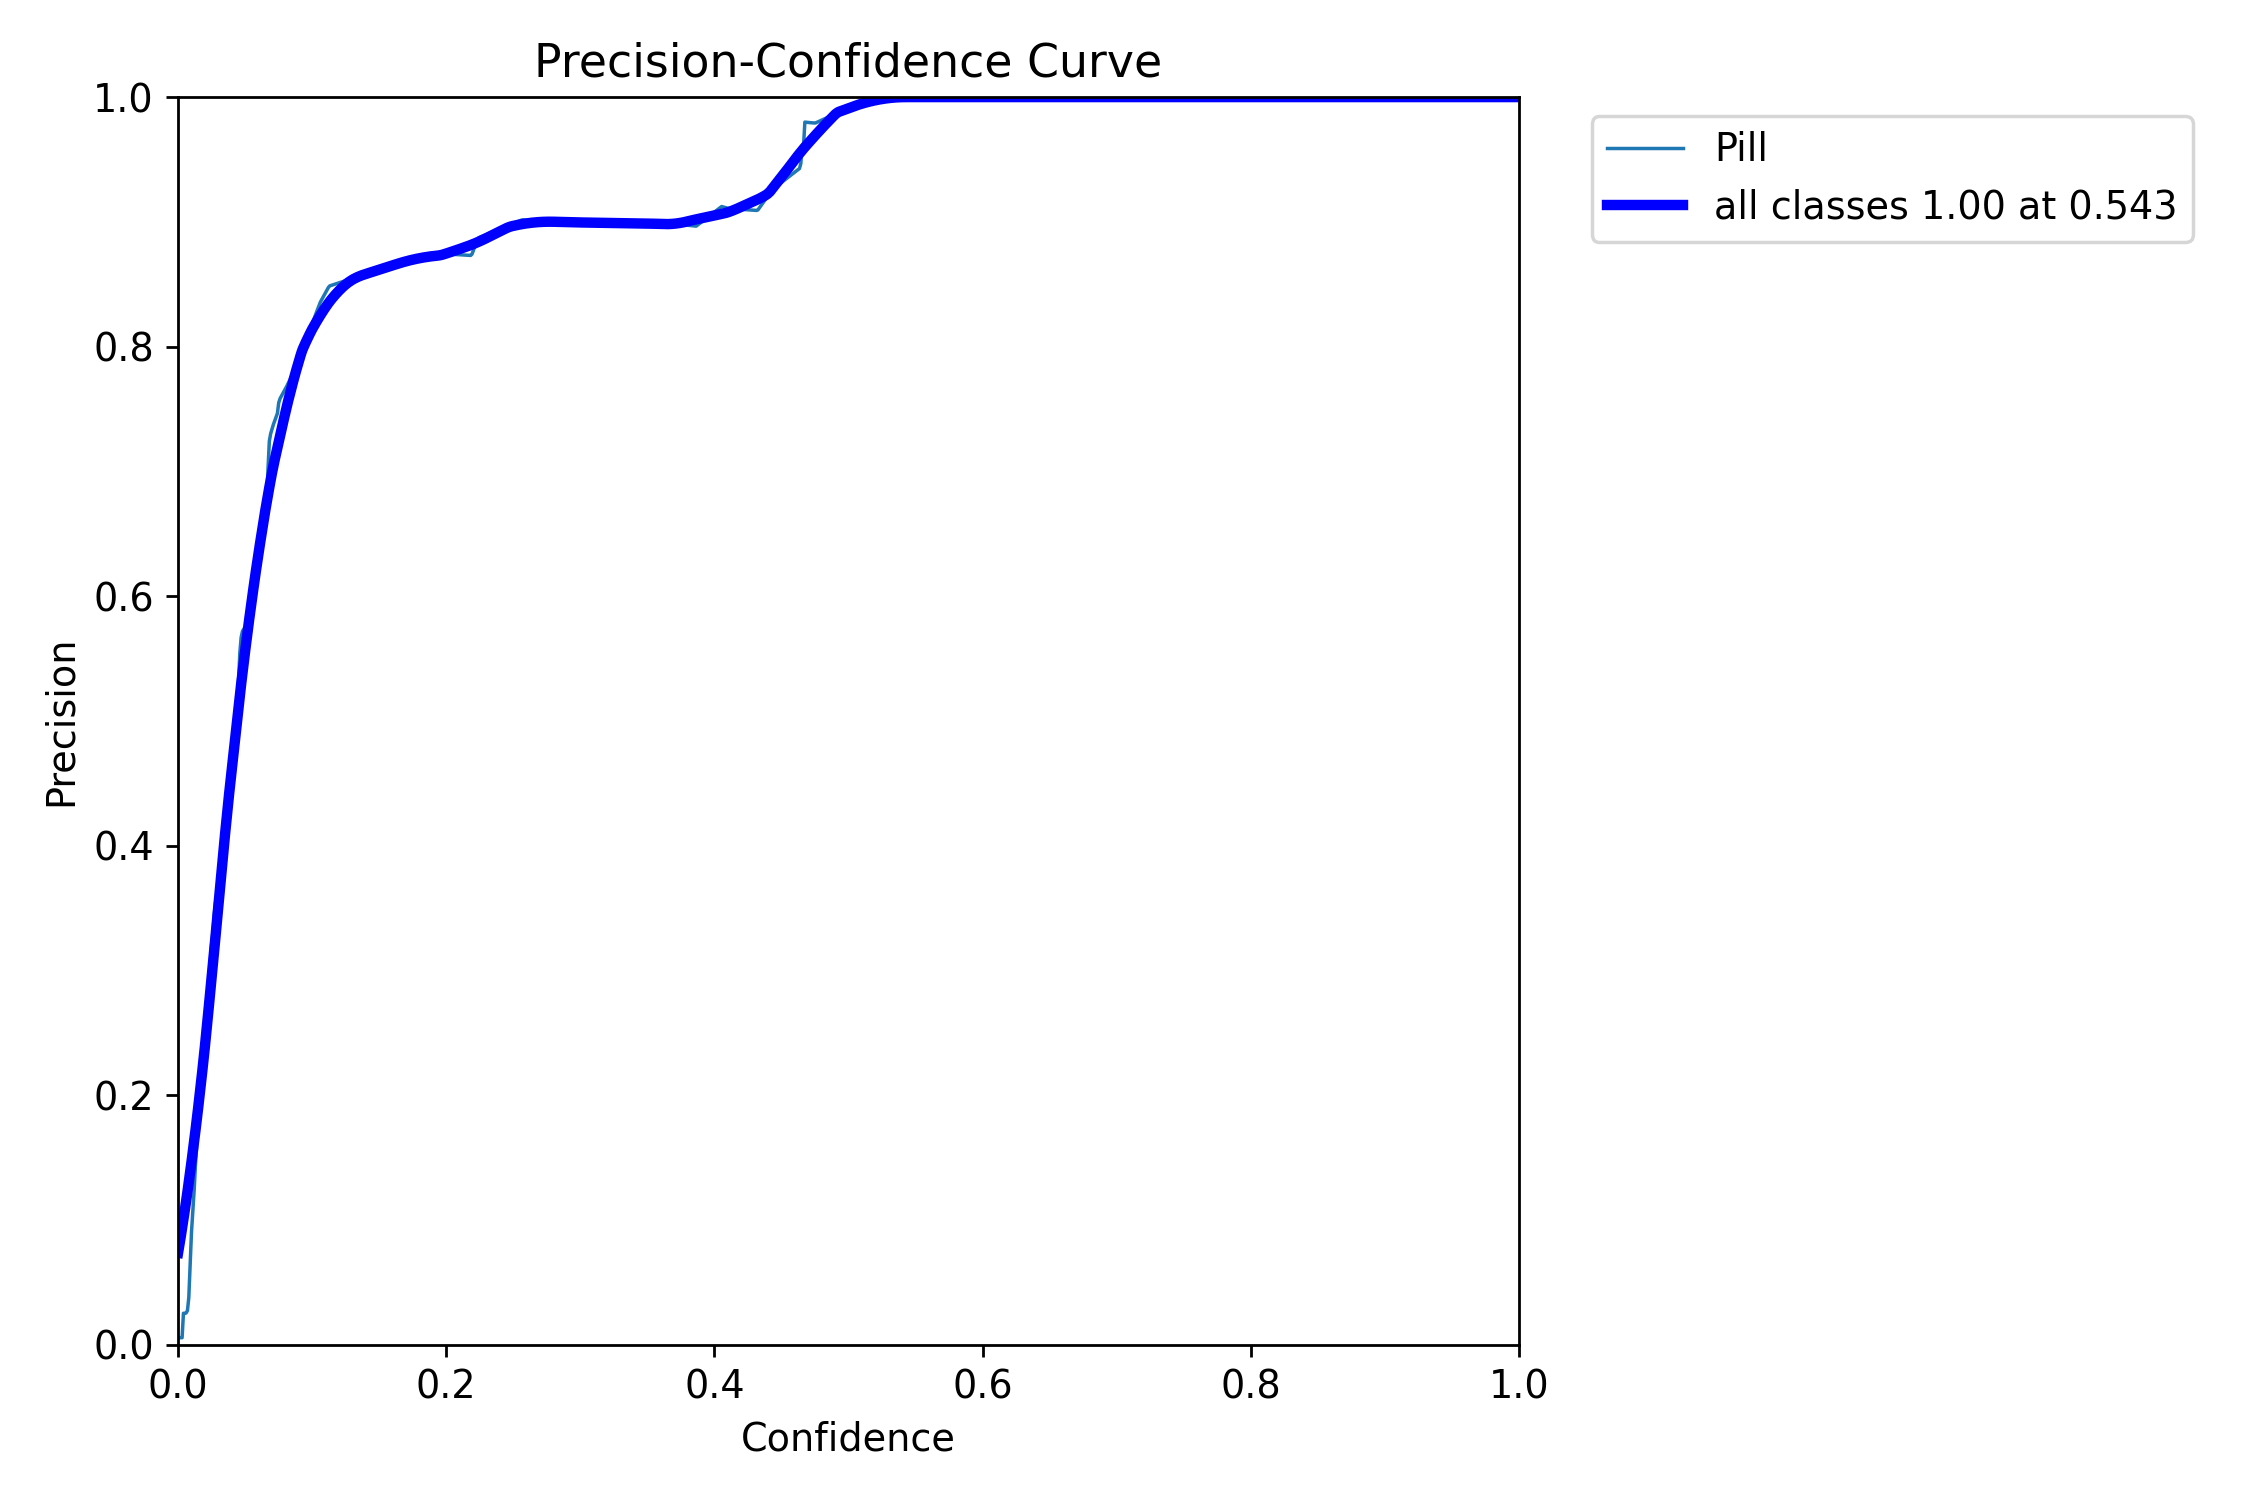 Precision-Confidence Curve
1.0
0.8
0.6
0.4
0.2
0.0
Precision
0.0 0.2 0.4 0.6 0.8 1.0
Confidence
Pill
all classes 1.00 at 0.543